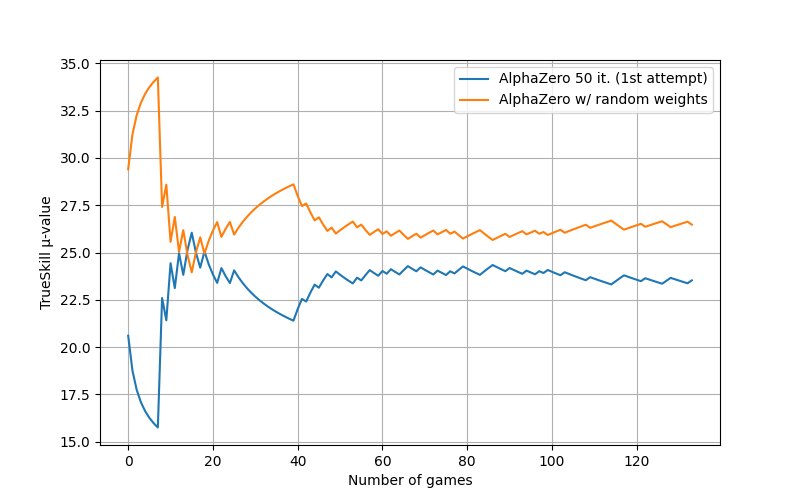 35.0
32.5
30.0
27.5
25.0
22.5
20.0
17.5
15.0
TrueSkill μ-value
AlphaZero 50 it. (1st attempt)
AlphaZero w/ random weights
0 20 40 60 80 100 120
Number of games